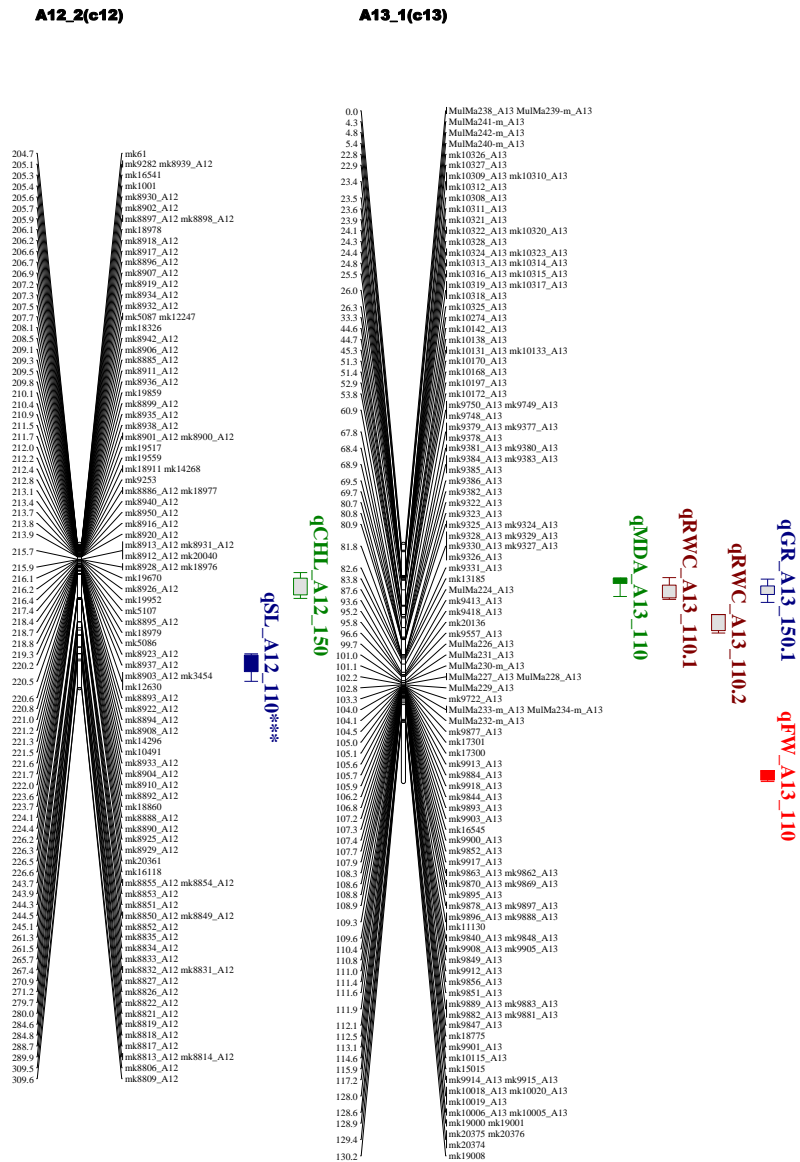 A12_2(c12)
204.7
205.1
205.3
205.4
205.6
205.7
205.9
206.1
206.2
206.6
206.7
206.9
207.2
207.3
207.5
207.7
208.1
208.5
209.1
209.3
209.5
209.8
210.1
210.4
210.9
211.5
211.7
212.0
212.2
212.4
212.8
213.1
213.4
213.7
213.8
213.9
215.7
215.9
216.1
216.2
216.4
217.4
218.4
218.7
218.8
219.3
220.2
220.5
220.6
220.8
221.0
221.2
221.3
221.5
221.6
221.7
222.0
223.6
223.7
224.1
224.4
226.2
226.3
226.5
226.6
243.7
243.9
244.3
244.5
245.1
261.3
261.5
265.7
267.4
270.9
271.2
279.7
280.0
284.6
284.8
288.7
289.9
309.5
309.6
mk61
mk9282 mk8939_A12
mk16541
mk1001
mk8930_A12
mk8902_A12
mk8897_A12 mk8898_A12
mk18978
mk8918_A12
mk8917_A12
mk8896_A12
mk8907_A12
mk8919_A12
mk8934_A12
mk8932_A12
mk5087 mk12247
mk18326
mk8942_A12
mk8906_A12
mk8885_A12
mk8911_A12
mk8936_A12
mk19859
mk8899_A12
mk8935_A12
mk8938_A12
mk8901_A12 mk8900_A12
mk19517
mk19559
mk18911 mk14268
mk9253
mk8886_A12 mk18977
mk8940_A12
mk8950_A12
mk8916_A12
mk8920_A12
mk8913_A12 mk8931_A12
mk8912_A12 mk20040
mk8928_A12 mk18976
mk19670
mk8926_A12
mk19952
mk5107
mk8895_A12
mk18979
mk5086
mk8923_A12
mk8937_A12
mk8903_A12 mk3454
mk12630
mk8893_A12
mk8922_A12
mk8894_A12
mk8908_A12
mk14296
mk10491
mk8933_A12
mk8904_A12
mk8910_A12
mk8892_A12
mk18860
mk8888_A12
mk8890_A12
mk8925_A12
mk8929_A12
mk20361
mk16118
mk8855_A12 mk8854_A12
mk8853_A12
mk8851_A12
mk8850_A12 mk8849_A12
mk8852_A12
mk8835_A12
mk8834_A12
mk8833_A12
mk8832_A12 mk8831_A12
mk8827_A12
mk8826_A12
mk8822_A12
mk8821_A12
mk8819_A12
mk8818_A12
mk8817_A12
mk8813_A12 mk8814_A12
mk8806_A12
mk8809_A12
qSL_A12_110***
qCHL_A12_150
A13_1(c13)
0.0
4.3
4.8
5.4
22.8
22.9
23.4
23.5
23.6
23.9
24.1
24.3
24.4
24.8
25.5
26.0
26.3
33.3
44.6
44.7
45.3
51.3
51.4
52.9
53.8
60.9
67.8
68.4
68.9
69.5
69.7
80.7
80.8
80.9
81.8
82.6
83.8
87.6
93.6
95.2
95.8
96.6
99.7
101.0
101.1
102.2
102.8
103.3
104.0
104.1
104.5
105.0
105.1
105.6
105.7
105.9
106.2
106.8
107.2
107.3
107.4
107.7
107.9
108.3
108.6
108.8
108.9
109.3
109.6
110.4
110.8
111.0
111.4
111.6
111.9
112.1
112.5
113.1
114.6
115.9
117.2
128.0
128.6
128.9
129.4
130.2
MulMa238_A13 MulMa239-m_A13
MulMa241-m_A13
MulMa242-m_A13
MulMa240-m_A13
mk10326_A13
mk10327_A13
mk10309_A13 mk10310_A13
mk10312_A13
mk10308_A13
mk10311_A13
mk10321_A13
mk10322_A13 mk10320_A13
mk10328_A13
mk10324_A13 mk10323_A13
mk10313_A13 mk10314_A13
mk10316_A13 mk10315_A13
mk10319_A13 mk10317_A13
mk10318_A13
mk10325_A13
mk10274_A13
mk10142_A13
mk10138_A13
mk10131_A13 mk10133_A13
mk10170_A13
mk10168_A13
mk10197_A13
mk10172_A13
mk9750_A13 mk9749_A13
mk9748_A13
mk9379_A13 mk9377_A13
mk9378_A13
mk9381_A13 mk9380_A13
mk9384_A13 mk9383_A13
mk9385_A13
mk9386_A13
mk9382_A13
mk9322_A13
mk9323_A13
mk9325_A13 mk9324_A13
mk9328_A13 mk9329_A13
mk9330_A13 mk9327_A13
mk9326_A13
mk9331_A13
mk13185
MulMa224_A13
mk9413_A13
mk9418_A13
mk20136
mk9557_A13
MulMa226_A13
MulMa231_A13
MulMa230-m_A13
MulMa227_A13 MulMa228_A13
MulMa229_A13
mk9722_A13
MulMa233-m_A13 MulMa234-m_A13
MulMa232-m_A13
mk9877_A13
mk17301
mk17300
mk9913_A13
mk9884_A13
mk9918_A13
mk9844_A13
mk9893_A13
mk9903_A13
mk16545
mk9900_A13
mk9852_A13
mk9917_A13
mk9863_A13 mk9862_A13
mk9870_A13 mk9869_A13
mk9895_A13
mk9878_A13 mk9897_A13
mk9896_A13 mk9888_A13
mk11130
mk9840_A13 mk9848_A13
mk9908_A13 mk9905_A13
mk9849_A13
mk9912_A13
mk9856_A13
mk9851_A13
mk9889_A13 mk9883_A13
mk9882_A13 mk9881_A13
mk9847_A13
mk18775
mk9901_A13
mk10115_A13
mk15015
mk9914_A13 mk9915_A13
mk10018_A13 mk10020_A13
mk10019_A13
mk10006_A13 mk10005_A13
mk19000 mk19001
mk20375 mk20376
mk20374
mk19008
qMDA_A13_110
qRWC_A13_110.1
qRWC_A13_110.2
qGR_A13_150.1
qFW_A13_110